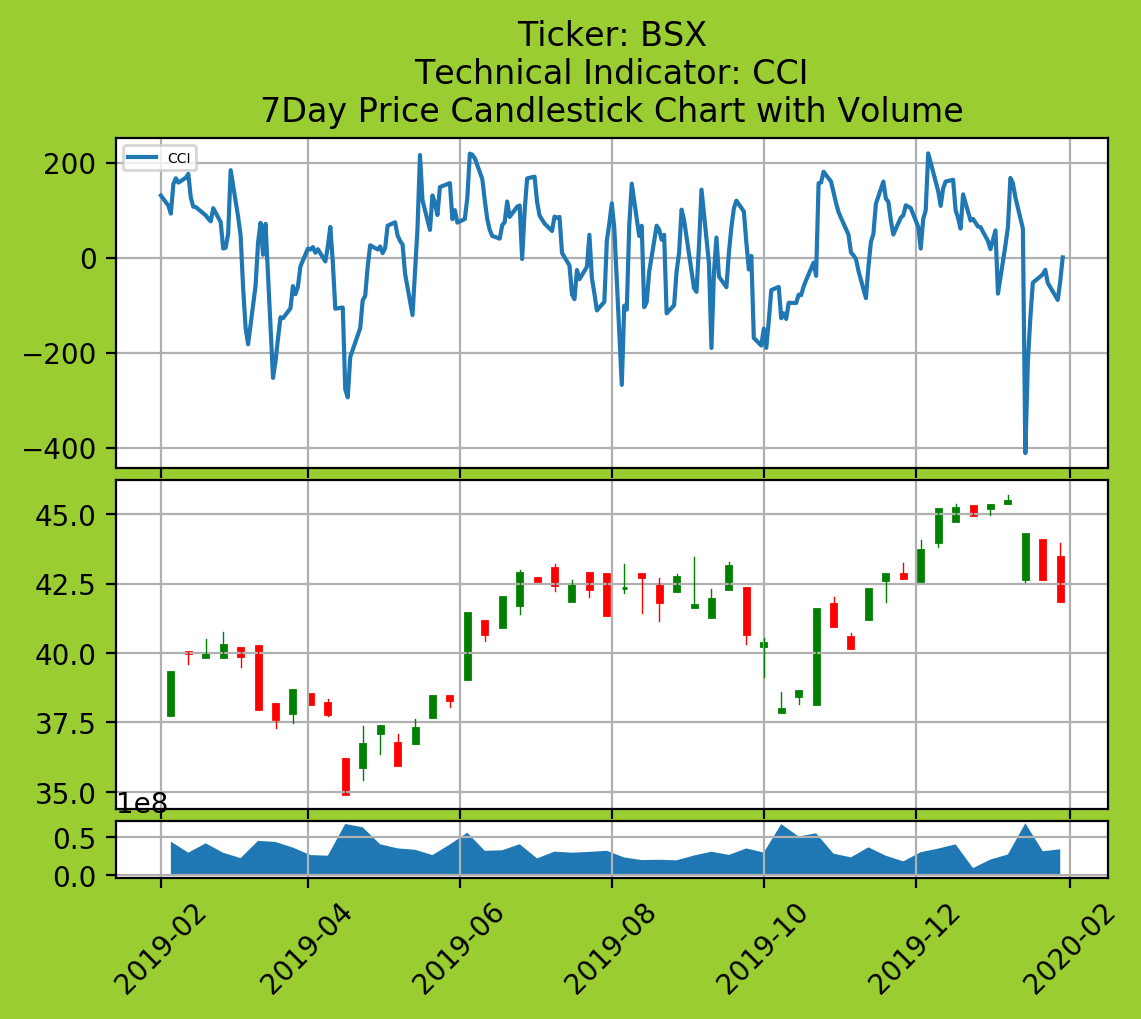 Ticker: BSX
Technical Indicator: CCI
7Day Price Candlestick Chart with Volume
CCI
200
0
−200
−400
45.0
42.5
40.0
37.5
35.0
1e8
0.5
0.0
2019-02 2019-04 2019-06 2019-08 2019-10 2019-12 2020-02